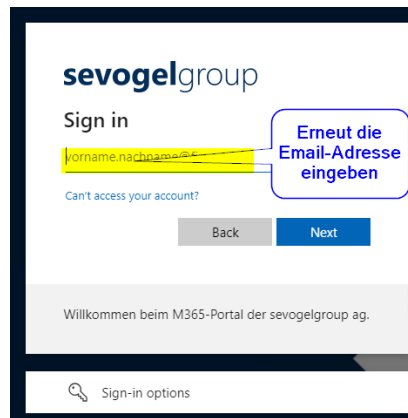 sevogelgroup
Sign in
vorname.nachname@fi
Erneut die
Email-Adresse
eingeben
Can't access your account?
Back
Next
Willkommen beim M365-Portal der sevogelgroup ag.
Sign-in options